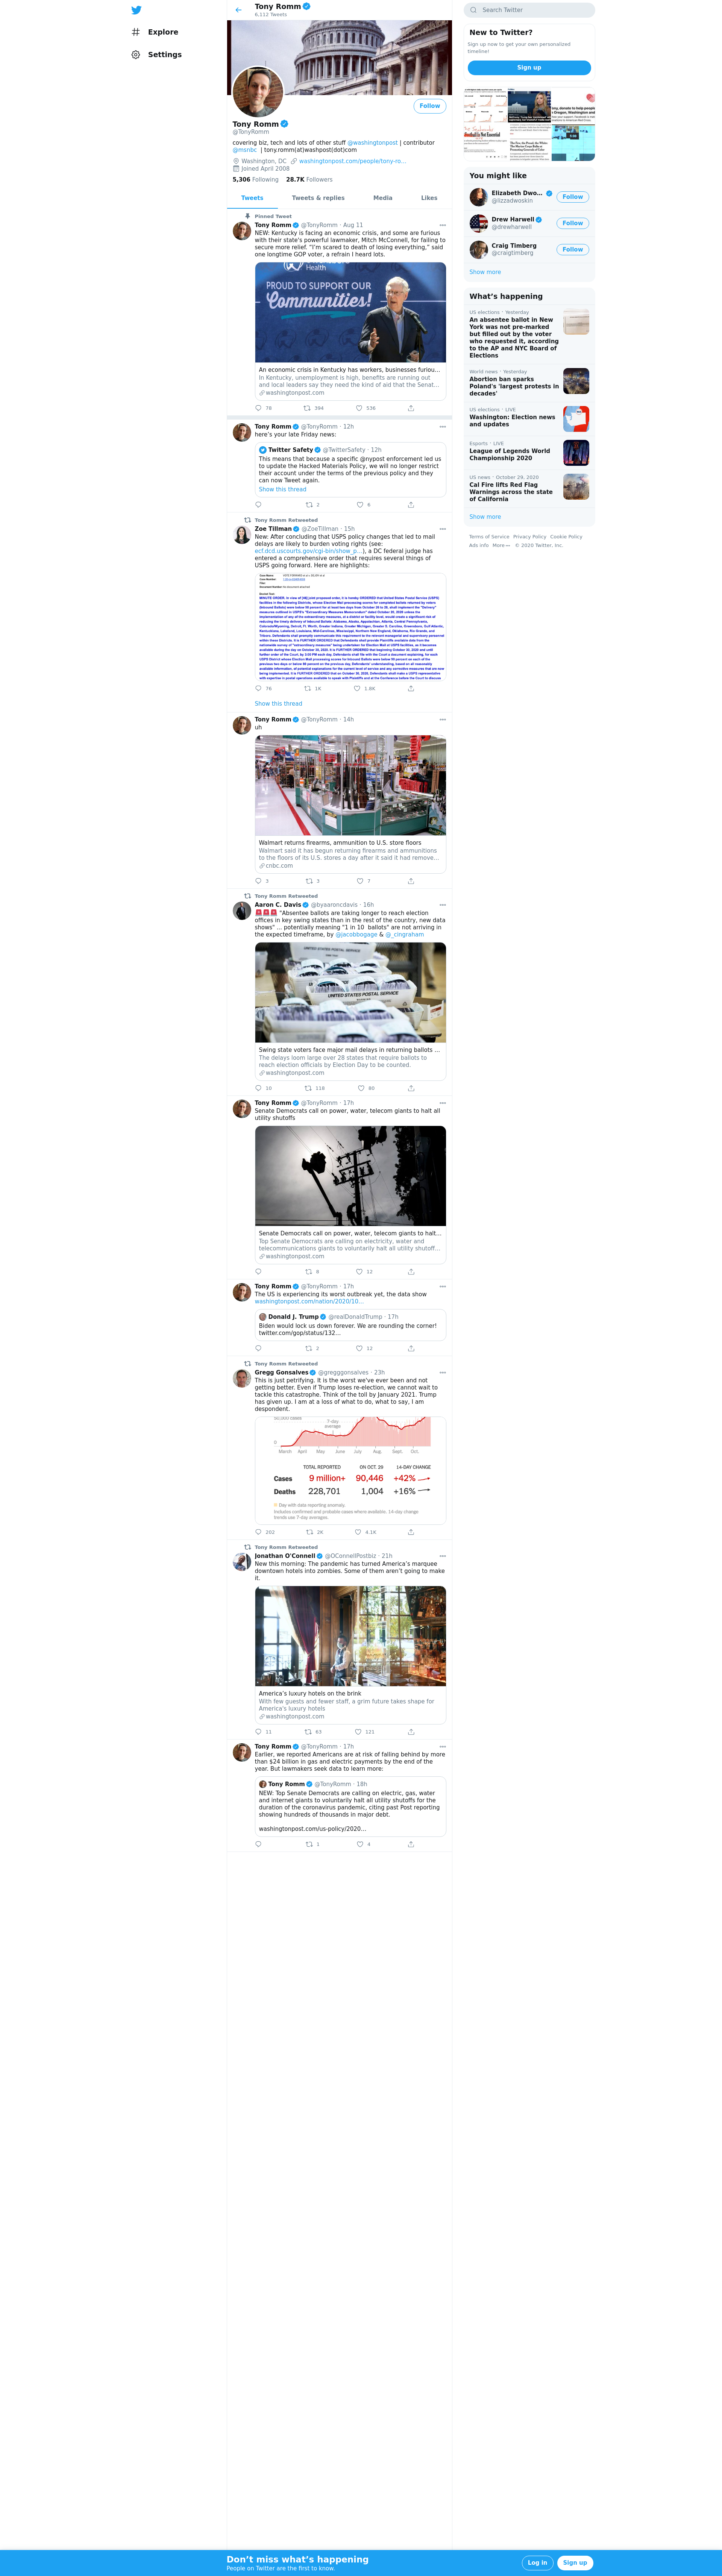 Explore
Settings
Tony Romm
6,112 Tweets
Follow
Tony Romm
@TonyRomm
covering biz, tech and lots of other stuff @washingtonpost | contributor
@msnbc | tony.romm(at)washpost(dot)com
Washington, DC washingtonpost.com/people/tony-ro…
Joined April 2008
5,306 Following 28.7K Followers
Tweets Tweets & replies Media Likes
Pinned Tweet
Tony Romm @TonyRomm · Aug 11
NEW: Kentucky is facing an economic crisis, and some are furious
with their state's powerful lawmaker, Mitch McConnell, for failing to
secure more relief. "I'm scared to death of losing everything," said
one longtime GOP voter, a refrain I heard lots.
Health
PROUD TO SUPPORT OUR
Communities!
An economic crisis in Kentucky has workers, businesses furiou…
In Kentucky, unemployment is high, benefits are running out
and local leaders say they need the kind of aid that the Senat…
washingtonpost.com
78 394 536
Tony Romm @TonyRomm · 12h
here's your late Friday news:
Twitter Safety @TwitterSafety · 12h
This means that because a specific @nypost enforcement led us
to update the Hacked Materials Policy, we will no longer restrict
their account under the terms of the previous policy and they
can now Tweet again.
Show this thread
2 6
Tony Romm Retweeted
Zoe Tillman @ZoeTillman · 15h
New: After concluding that USPS policy changes that led to mail
delays are likely to burden voting rights (see:
ecf.dcd.uscourts.gov/cgi-bin/show_p…), a DC federal judge has
entered a comprehensive order that requires several things of
USPS going forward. Here are highlights:
76 1K 1.8K
Show this thread
Tony Romm @TonyRomm · 14h
uh
Walmart returns firearms, ammunition to U.S. store floors
Walmart said it has begun returning firearms and ammunitions
to the floors of its U.S. stores a day after it said it had remove…
cnbc.com
3 3 7
Tony Romm Retweeted
Aaron C. Davis @byaaroncdavis · 16h
🚨🚨🚨 "Absentee ballots are taking longer to reach election
offices in key swing states than in the rest of the country, new data
shows" ... potentially meaning "1 in 10 ballots" are not arriving in
the expected timeframe, by @jacobbogage & @_cingraham
UNITED STATES POSTAL SERVICE
UNITED STATES POSTAL SERVICE
Swing state voters face major mail delays in returning ballots …
The delays loom large over 28 states that require ballots to
reach election officials by Election Day to be counted.
washingtonpost.com
10 118 80
Tony Romm @TonyRomm · 17h
Senate Democrats call on power, water, telecom giants to halt all
utility shutoffs
Senate Democrats call on power, water, telecom giants to halt…
Top Senate Democrats are calling on electricity, water and
telecommunications giants to voluntarily halt all utility shutoff…
washingtonpost.com
8 12
Tony Romm @TonyRomm · 17h
The US is experiencing its worst outbreak yet, the data show
washingtonpost.com/nation/2020/10…
Donald J. Trump @realDonaldTrump · 17h
Biden would lock us down forever. We are rounding the corner!
twitter.com/gop/status/132…
2 12
Tony Romm Retweeted
Gregg Gonsalves @gregggonsalves · 23h
This is just petrifying. It is the worst we've ever been and not
getting better. Even if Trump loses re-election, we cannot wait to
tackle this catastrophe. Think of the toll by January 2021. Trump
has given up. I am at a loss of what to do, what to say, I am
despondent.
50,000 cases
7-day
average
0
March April May June July Aug. Sept. Oct.
TOTAL REPORTED ON OCT. 29 14-DAY CHANGE
Cases 9 million+ 90,446 +42%
Deaths 228,701 1,004 +16%
Day with data reporting anomaly.
Includes confirmed and probable cases where available. 14-day change
trends use 7-day averages.
202 2K 4.1K
Tony Romm Retweeted
Jonathan O'Connell @OConnellPostbiz · 21h
New this morning: The pandemic has turned America's marquee
downtown hotels into zombies. Some of them aren't going to make
it.
America's luxury hotels on the brink
With few guests and fewer staff, a grim future takes shape for
America's luxury hotels
washingtonpost.com
11 63 121
Tony Romm @TonyRomm · 17h
Earlier, we reported Americans are at risk of falling behind by more
than $24 billion in gas and electric payments by the end of the
year. But lawmakers seek data to learn more:
Tony Romm @TonyRomm · 18h
NEW: Top Senate Democrats are calling on electric, gas, water
and internet giants to voluntarily halt all utility shutoffs for the
duration of the coronavirus pandemic, citing past Post reporting
showing hundreds of thousands in major debt.
washingtonpost.com/us-policy/2020…
1 4
Search Twitter
New to Twitter?
Sign up now to get your own personalized
timeline!
Sign up
You might like
Elizabeth Dwo…
@lizzadwoskin
Follow
Drew Harwell
@drewharwell
Follow
Craig Timberg
@craigtimberg
Follow
Show more
What's happening
US elections · Yesterday
An absentee ballot in New
York was not pre-marked
but filled out by the voter
who requested it, according
to the AP and NYC Board of
Elections
World news · Yesterday
Abortion ban sparks
Poland's 'largest protests in
decades'
US elections · LIVE
Washington: Election news
and updates
Esports · LIVE
League of Legends World
Championship 2020
US news · October 29, 2020
Cal Fire lifts Red Flag
Warnings across the state
of California
Show more
Terms of Service Privacy Policy Cookie Policy
Ads info More ··· © 2020 Twitter, Inc.
Don't miss what's happening
People on Twitter are the first to know.
Log in Sign up